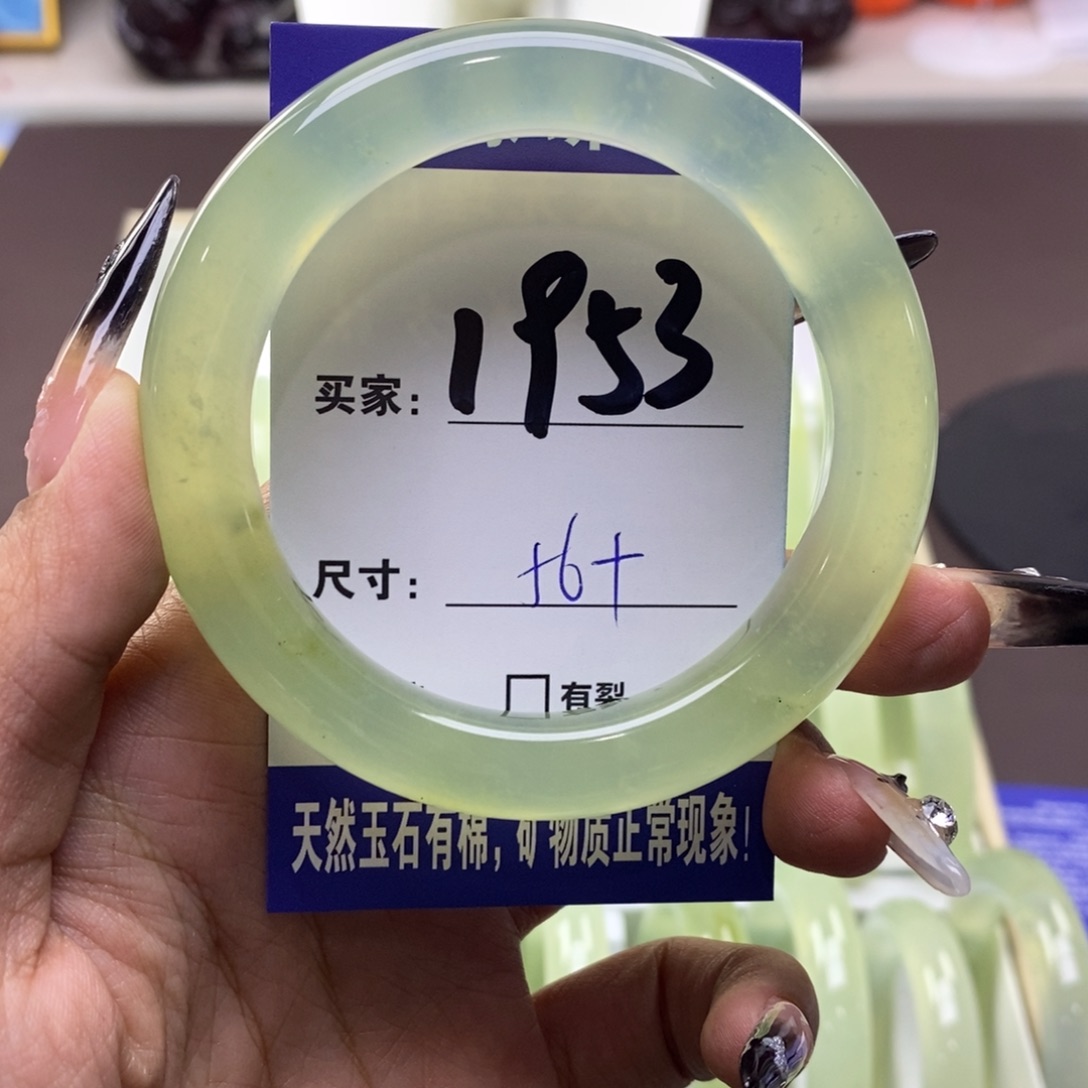 买家: 1953
尺寸: 56+
□有裂
天然玉石有棉, 矿物质正常现象!